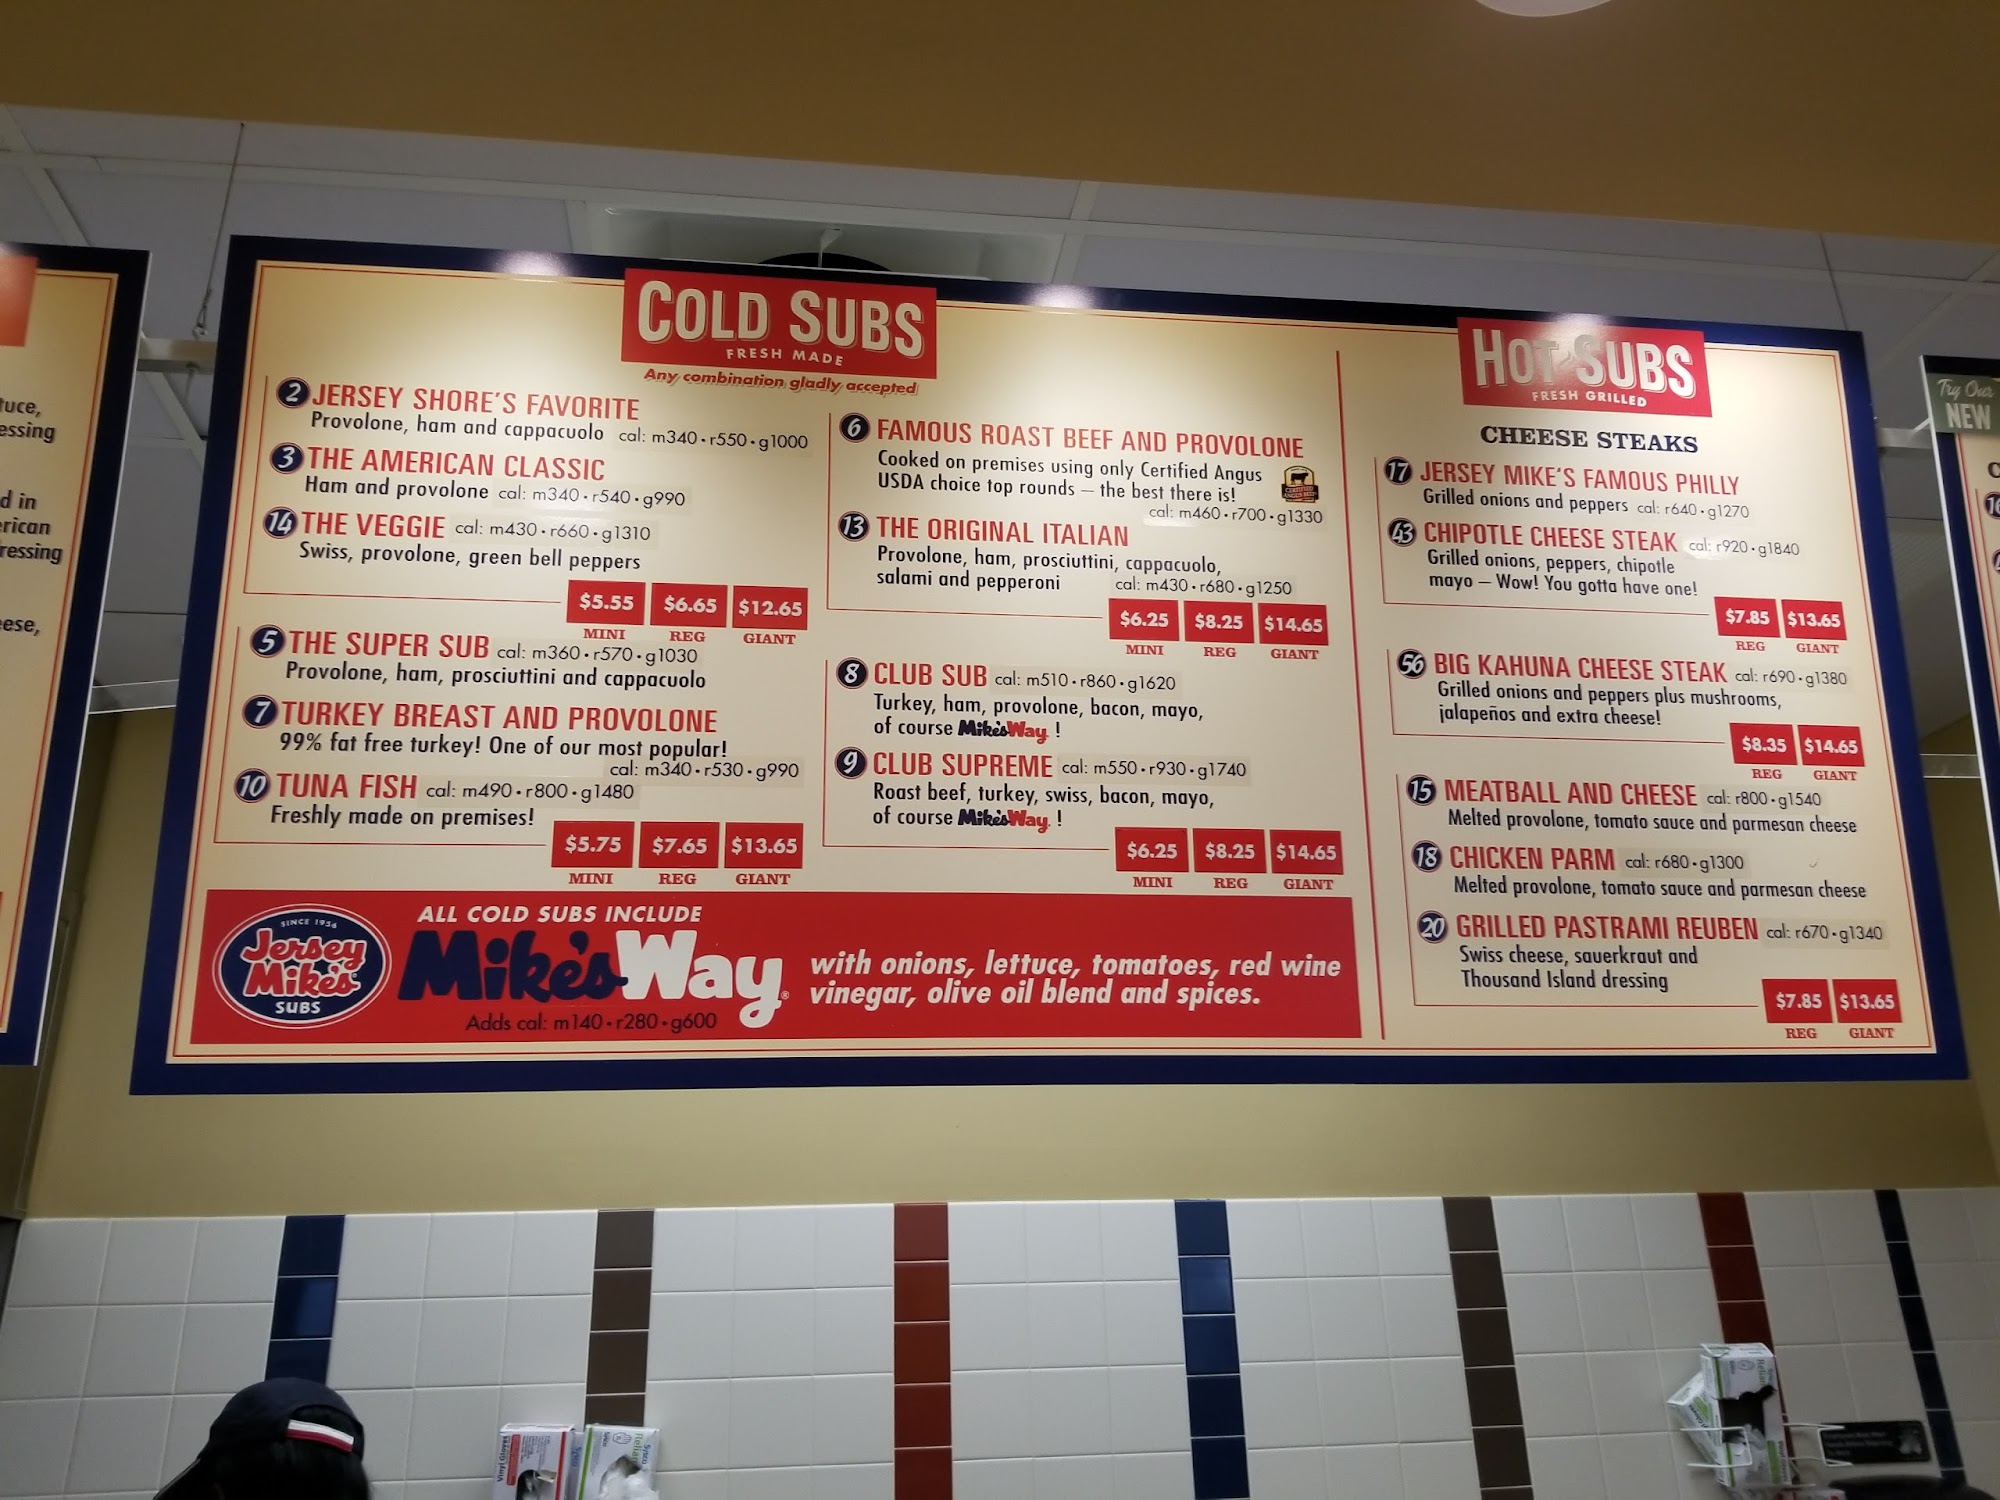 COLD SUBS
FRESH MADE
Any combination gladly accepted
2 JERSEY SHORE'S FAVORITE
Provolone, ham and cappacuolo cal: m340 • r550 • g1000
3 THE AMERICAN CLASSIC
Ham and provolone cal: m340 • r540 • g990
14 THE VEGGIE cal: m430 • r660 • g1310
Swiss, provolone, green bell peppers
$5.55 $6.65 $12.65
MINI REG GIANT
5 THE SUPER SUB cal: m360 • r570 • g1030
Provolone, ham, prosciuttini and cappacuolo
7 TURKEY BREAST AND PROVOLONE
99% fat free turkey! One of our most popular!
cal: m340 • r530 • g990
10 TUNA FISH cal: m490 • r800 • g1480
Freshly made on premises!
$5.75 $7.65 $13.65
MINI REG GIANT
6 FAMOUS ROAST BEEF AND PROVOLONE
Cooked on premises using only Certified Angus
USDA choice top rounds – the best there is!
CERTIFIED
ANGUS BEEF
cal: m460 • r700 • g1330
13 THE ORIGINAL ITALIAN
Provolone, ham, prosciuttini, cappacuolo,
salami and pepperoni cal: m430 • r680 • g1250
$6.25 $8.25 $14.65
MINI REG GIANT
8 CLUB SUB cal: m510 • r860 • g1620
Turkey, ham, provolone, bacon, mayo,
of course Mike's Way !
9 CLUB SUPREME cal: m550 • r930 • g1740
Roast beef, turkey, swiss, bacon, mayo,
of course Mike's Way !
$6.25 $8.25 $14.65
MINI REG GIANT
SINCE 1956
Jersey
Mike's
SUBS
ALL COLD SUBS INCLUDE
Mike's Way®
Adds cal: m140 • r280 • g600
with onions, lettuce, tomatoes, red wine
vinegar, olive oil blend and spices.
HOT SUBS
FRESH GRILLED
CHEESE STEAKS
17 JERSEY MIKE'S FAMOUS PHILLY
Grilled onions and peppers cal: r640 • g1270
43 CHIPOTLE CHEESE STEAK cal: r920 • g1840
Grilled onions, peppers, chipotle
mayo – Wow! You gotta have one!
$7.85 $13.65
REG GIANT
56 BIG KAHUNA CHEESE STEAK cal: r690 • g1380
Grilled onions and peppers plus mushrooms,
jalapeños and extra cheese!
$8.35 $14.65
REG GIANT
15 MEATBALL AND CHEESE cal: r800 • g1540
Melted provolone, tomato sauce and parmesan cheese
18 CHICKEN PARM cal: r680 • g1300
Melted provolone, tomato sauce and parmesan cheese
20 GRILLED PASTRAMI REUBEN cal: r670 • g1340
Swiss cheese, sauerkraut and
Thousand Island dressing
$7.85 $13.65
REG GIANT
Try Our
NEW
Vinyl Gloves